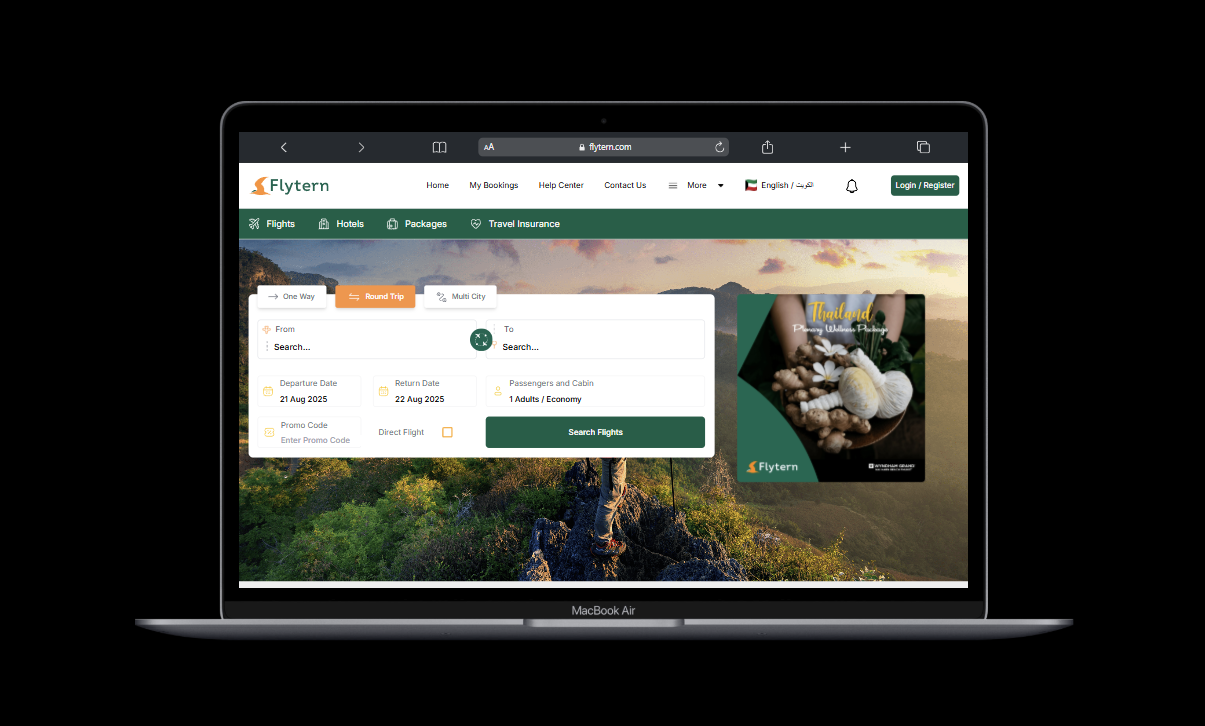 AA flytern.com
Flytern
Home My Bookings Help Center Contact Us More English / الكويت Login / Register
Flights Hotels Packages Travel Insurance
One Way Round Trip Multi City
From To
Search... Search...
Departure Date Return Date Passengers and Cabin
21 Aug 2025 22 Aug 2025 1 Adults / Economy
Promo Code
Enter Promo Code Direct Flight Search Flights
Thailand
Wellness Package
Flytern
WYNDHAM GRAND
MacBook Air